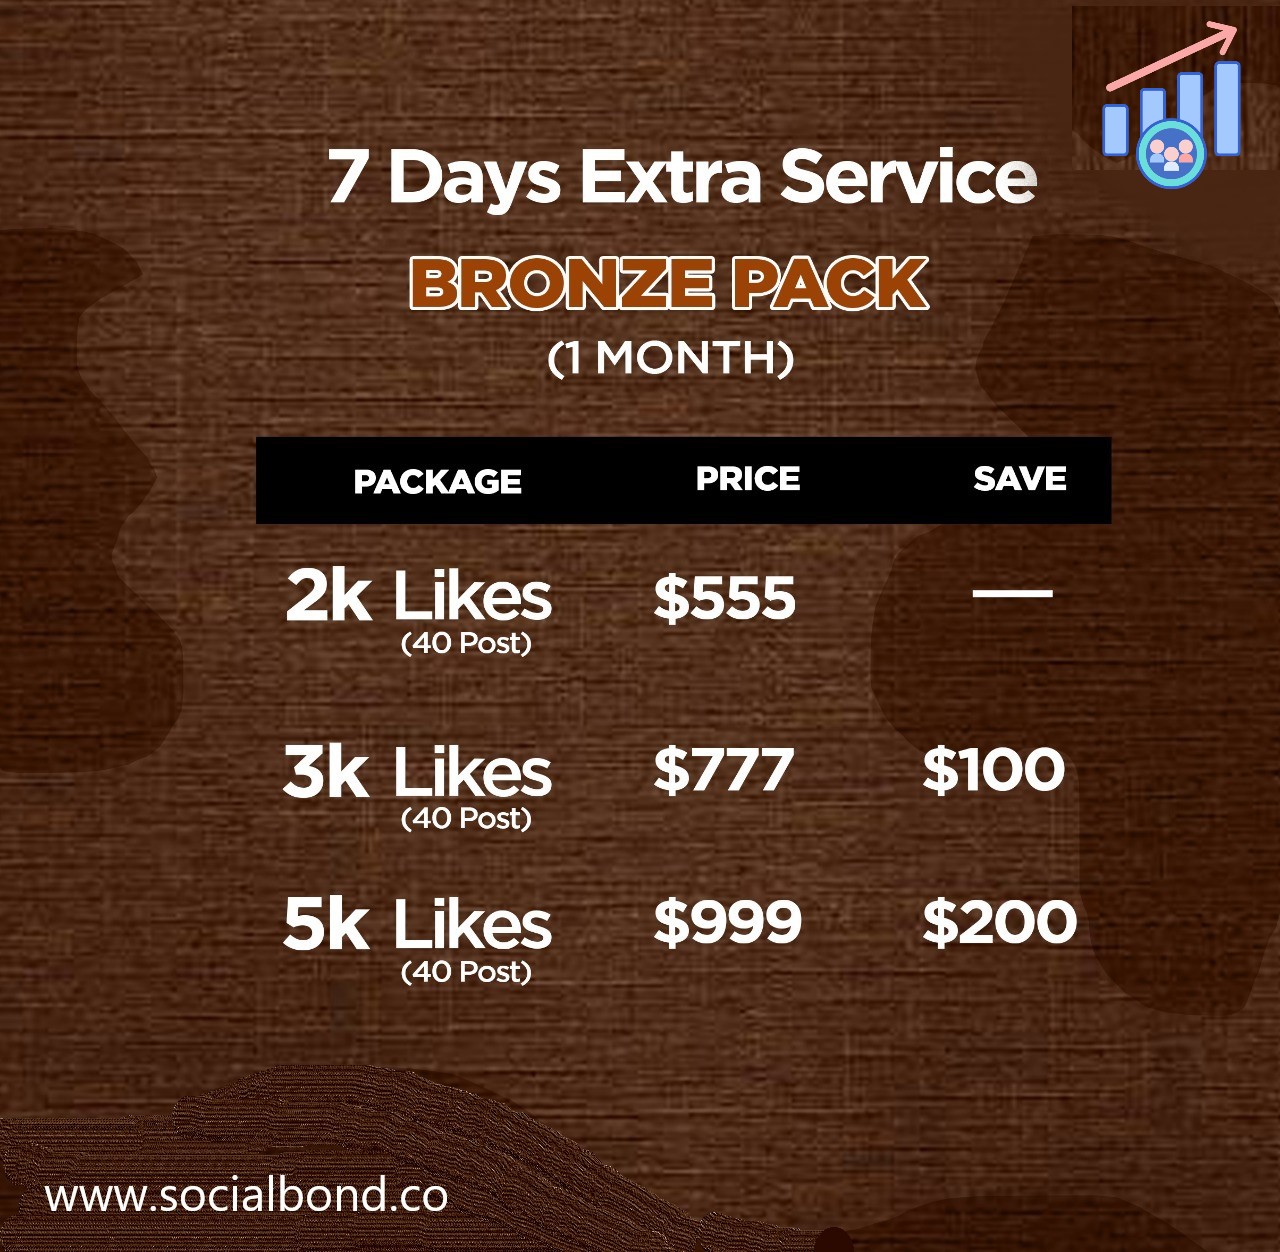 7 Days Extra Service
BRONZE PACK
(1 MONTH)
PACKAGE PRICE SAVE
2k Likes $555 —
(40 Post)
3k Likes $777 $100
(40 Post)
5k Likes $999 $200
(40 Post)
www.socialbond.co